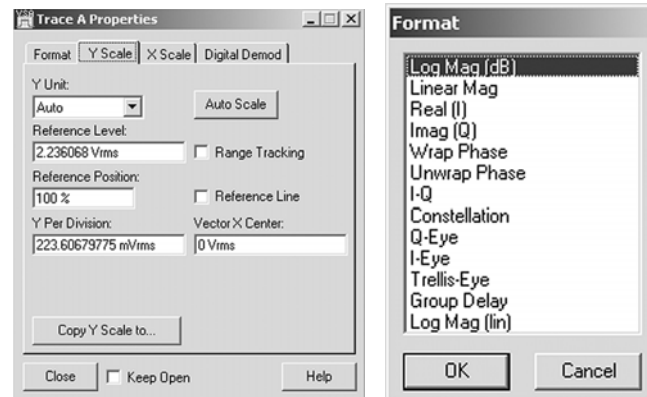 VSA
Trace A Properties
Format Y Scale X Scale Digital Demod
Y Unit:
Auto
Auto Scale
Reference Level:
2.236068 Vrms
Range Tracking
Reference Position:
100 %
Reference Line
Y Per Division:
Vector X Center:
223.60679775 mVrms
0 Vrms
Copy Y Scale to...
Close
Keep Open
Help
Format
Log Mag (dB)
Linear Mag
Real (I)
Imag (Q)
Wrap Phase
Unwrap Phase
I-Q
Constellation
Q-Eye
I-Eye
Trellis-Eye
Group Delay
Log Mag (lin)
OK
Cancel